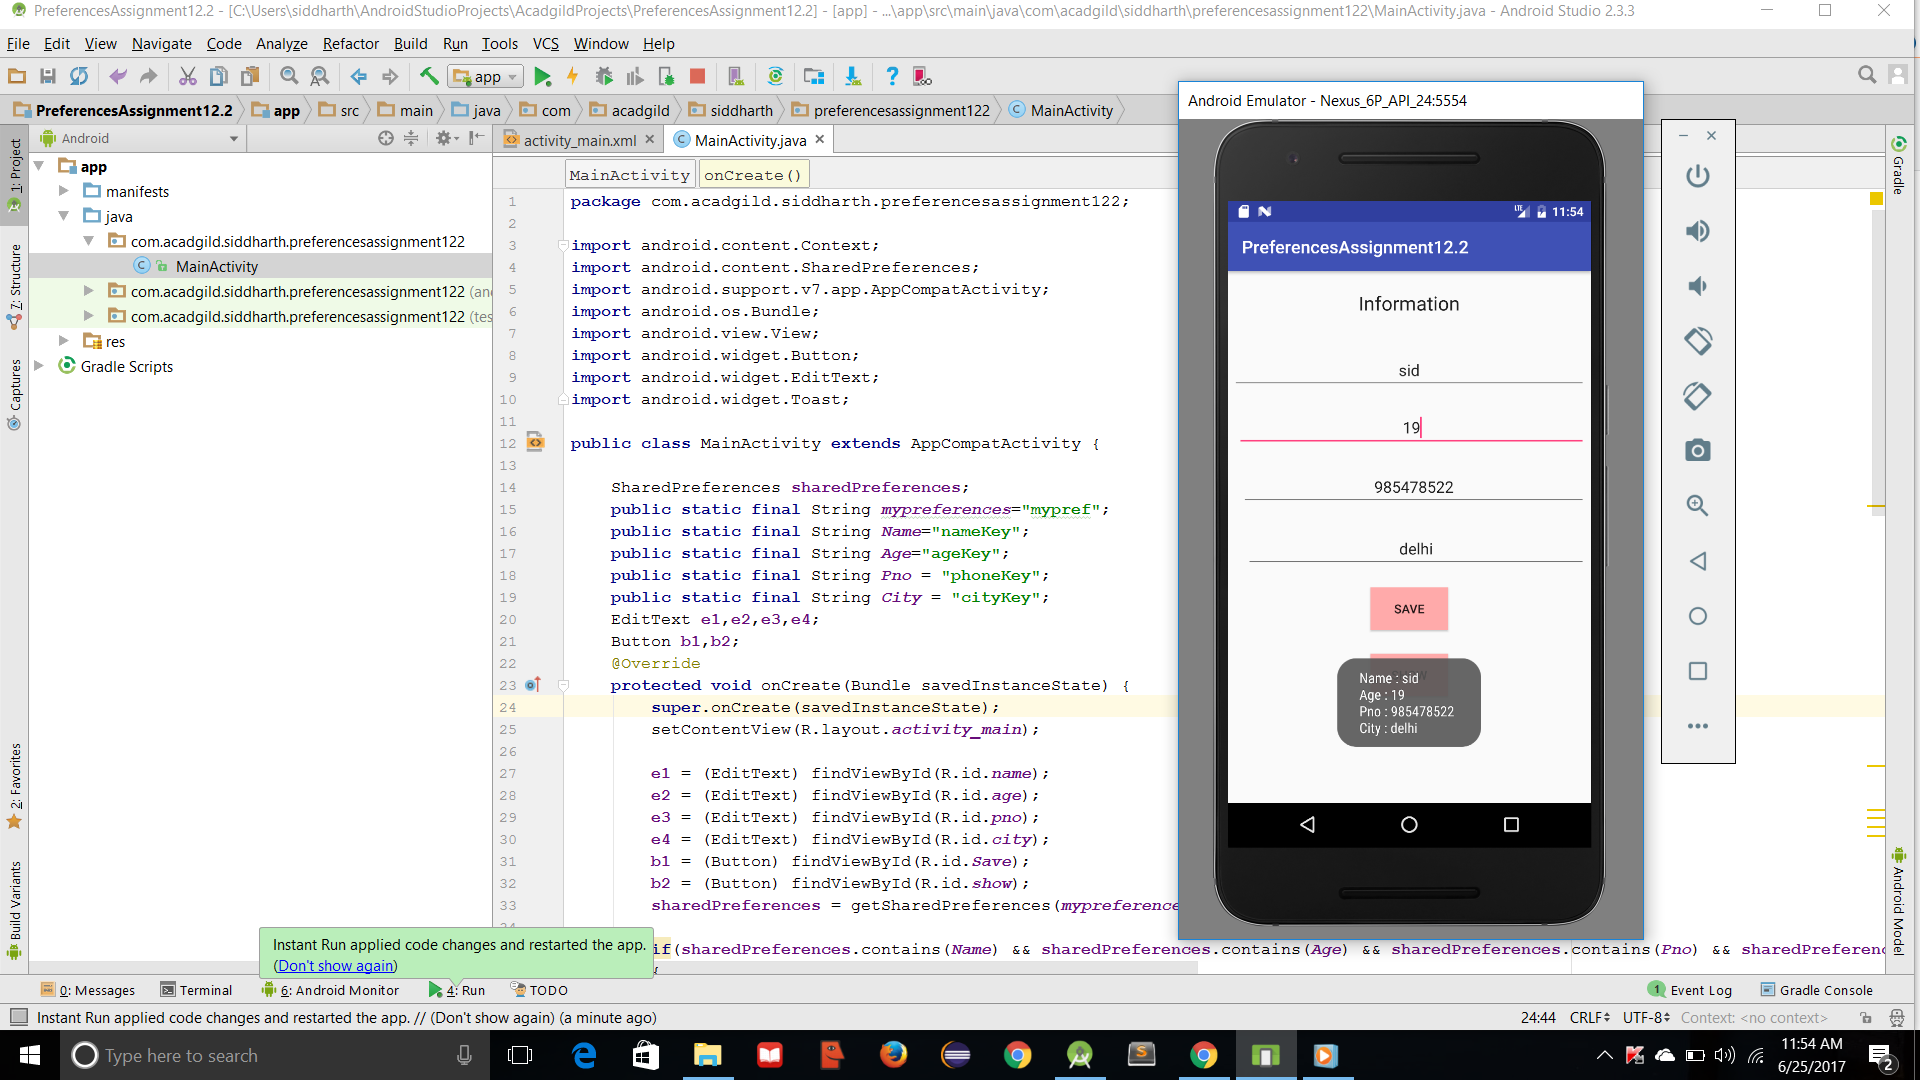 PreferencesAssignment12.2 - [C:\Users\siddharth\AndroidStudioProjects\AcadgildProjects\PreferencesAssignment12.2] - [app] - ...\app\src\main\java\com\acadgild\siddharth\preferencesassignment122\MainActivity.java - Android Studio 2.3.3
File Edit View Navigate Code Analyze Refactor Build Run Tools VCS Window Help
app
PreferencesAssignment12.2 app src main java com acadgild siddharth preferencesassignment122 MainActivity
Android
activity_main.xml MainActivity.java
1: Project
7: Structure
Captures
2: Favorites
Build Variants
app
manifests
java
com.acadgild.siddharth.preferencesassignment122
MainActivity
com.acadgild.siddharth.preferencesassignment122 (an
com.acadgild.siddharth.preferencesassignment122 (tes
res
Gradle Scripts
MainActivity onCreate()
1 package com.acadgild.siddharth.preferencesassignment122;
2
3 import android.content.Context;
4 import android.content.SharedPreferences;
5 import android.support.v7.app.AppCompatActivity;
6 import android.os.Bundle;
7 import android.view.View;
8 import android.widget.Button;
9 import android.widget.EditText;
10 import android.widget.Toast;
11
12 public class MainActivity extends AppCompatActivity {
13
14 SharedPreferences sharedPreferences;
15 public static final String mypreferences="mypref";
16 public static final String Name="nameKey";
17 public static final String Age="ageKey";
18 public static final String Pno = "phoneKey";
19 public static final String City = "cityKey";
20 EditText e1,e2,e3,e4;
21 Button b1,b2;
22 @Override
23 protected void onCreate(Bundle savedInstanceState) {
24 super.onCreate(savedInstanceState);
25 setContentView(R.layout.activity_main);
26
27 e1 = (EditText) findViewById(R.id.name);
28 e2 = (EditText) findViewById(R.id.age);
29 e3 = (EditText) findViewById(R.id.pno);
30 e4 = (EditText) findViewById(R.id.city);
31 b1 = (Button) findViewById(R.id.Save);
32 b2 = (Button) findViewById(R.id.show);
33 sharedPreferences = getSharedPreferences(mypreference
if(sharedPreferences.contains(Name) && sharedPreferences.contains(Age) && sharedPreferences.contains(Pno) && sharedPreferenc
{
Android Emulator - Nexus_6P_API_24:5554
LTE 11:54
PreferencesAssignment12.2
Information
sid
19
985478522
delhi
SAVE
Name : sid
Age : 19
Pno : 985478522
City : delhi
Gradle
Android Model
Instant Run applied code changes and restarted the app.
(Don't show again)
0: Messages Terminal 6: Android Monitor 4: Run TODO 1 Event Log Gradle Console
Instant Run applied code changes and restarted the app. // (Don't show again) (a minute ago) 24:44 CRLF UTF-8 Context: <no context>
Type here to search
11:54 AM
6/25/2017
2